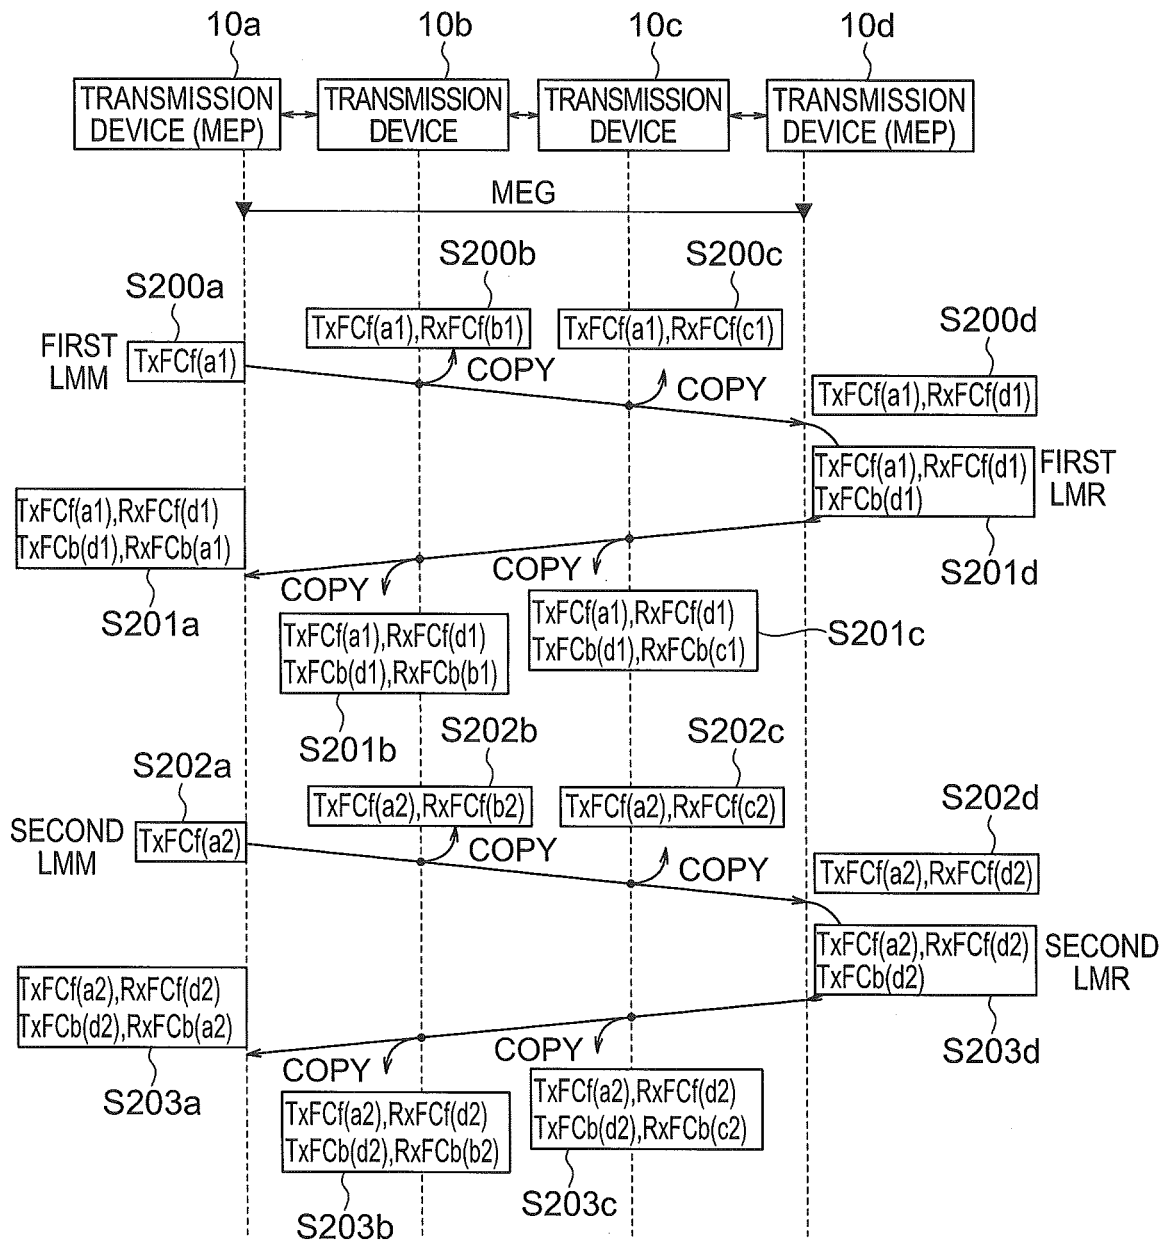 10a
10b
10c
10d
TRANSMISSION
DEVICE (MEP)
TRANSMISSION
DEVICE
TRANSMISSION
DEVICE
TRANSMISSION
DEVICE (MEP)
MEG
S200a
S200b
S200c
S200d
FIRST
LMM
TxFCf(a1)
TxFCf(a1),RxFCf(b1)
COPY
TxFCf(a1),RxFCf(c1)
COPY
TxFCf(a1),RxFCf(d1)
TxFCf(a1),RxFCf(d1)
TxFCb(d1)
FIRST
LMR
S201d
TxFCf(a1),RxFCf(d1)
TxFCb(d1),RxFCb(a1)
S201a
COPY
TxFCf(a1),RxFCf(d1)
TxFCb(d1),RxFCb(b1)
S201b
COPY
TxFCf(a1),RxFCf(d1)
TxFCb(d1),RxFCb(c1)
S201c
S202a
S202b
S202c
S202d
SECOND
LMM
TxFCf(a2)
TxFCf(a2),RxFCf(b2)
COPY
TxFCf(a2),RxFCf(c2)
COPY
TxFCf(a2),RxFCf(d2)
TxFCf(a2),RxFCf(d2)
TxFCb(d2)
SECOND
LMR
S203d
TxFCf(a2),RxFCf(d2)
TxFCb(d2),RxFCb(a2)
S203a
COPY
TxFCf(a2),RxFCf(d2)
TxFCb(d2),RxFCb(b2)
S203b
COPY
TxFCf(a2),RxFCf(d2)
TxFCb(d2),RxFCb(c2)
S203c